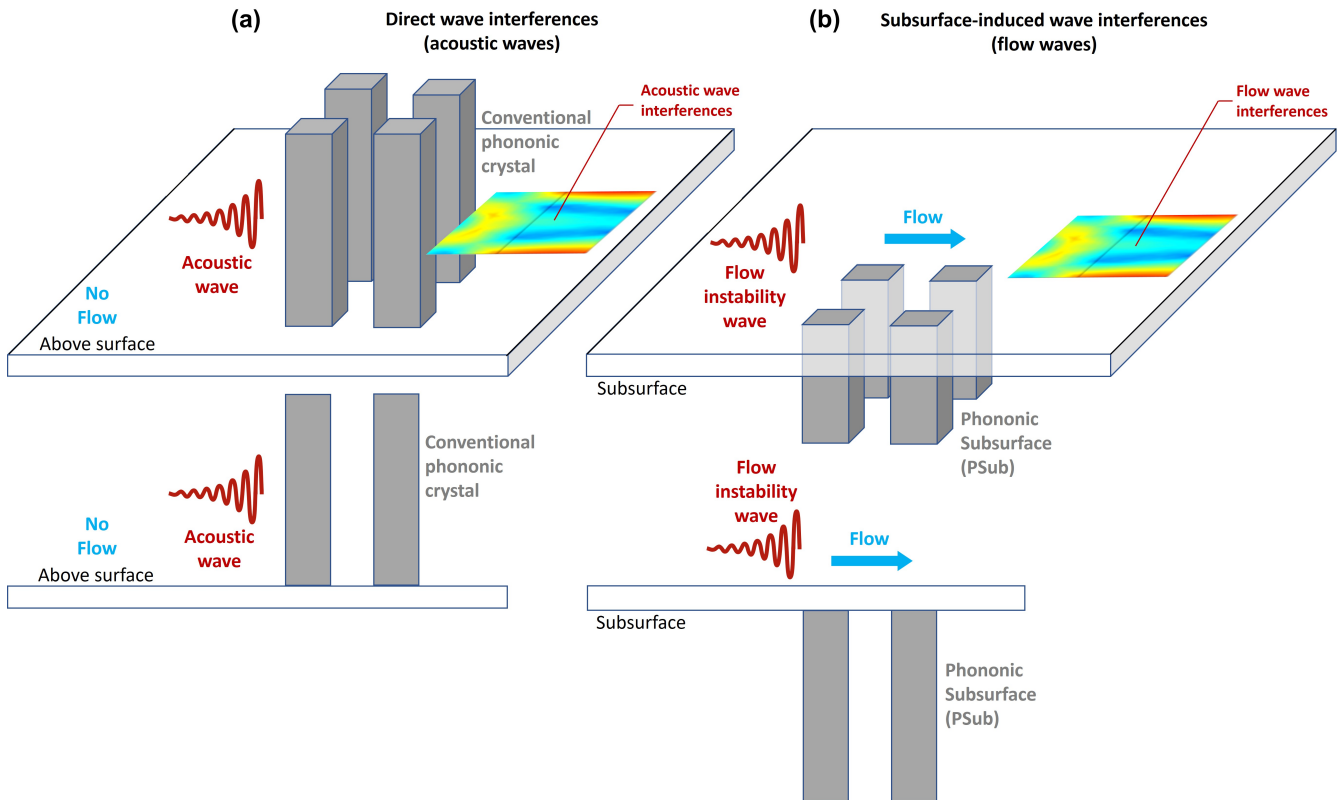 (a)
Direct wave interferences
(acoustic waves)
Acoustic wave
interferences
Conventional
phononic
crystal
Acoustic
wave
No
Flow
Above surface
Conventional
phononic
crystal
No
Flow
Acoustic
wave
Above surface
(b)
Subsurface-induced wave interferences
(flow waves)
Flow wave
interferences
Flow
Flow
instability
wave
Subsurface
Phononic
Subsurface
(PSub)
Flow
instability
wave
Flow
Subsurface
Phononic
Subsurface
(PSub)